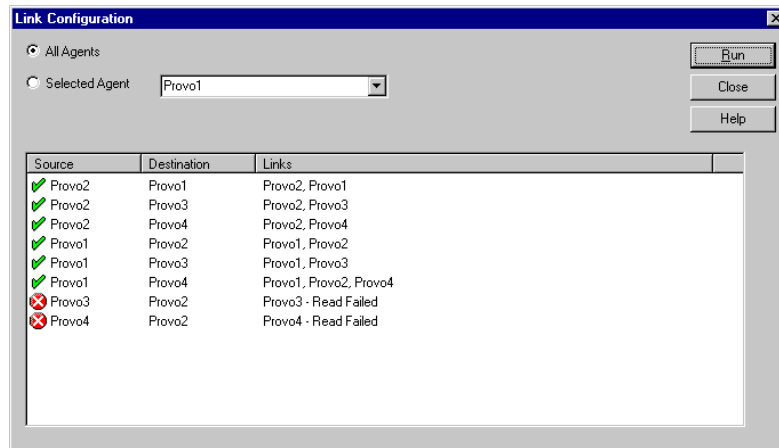 Link Configuration
All Agents
Run
Selected Agent Provo1
Close
Help
Source Destination Links
Provo2 Provo1 Provo2, Provo1
Provo2 Provo3 Provo2, Provo3
Provo2 Provo4 Provo2, Provo4
Provo1 Provo2 Provo1, Provo2
Provo1 Provo3 Provo1, Provo3
Provo1 Provo4 Provo1, Provo2, Provo4
Provo3 Provo2 Provo3 - Read Failed
Provo4 Provo2 Provo4 - Read Failed